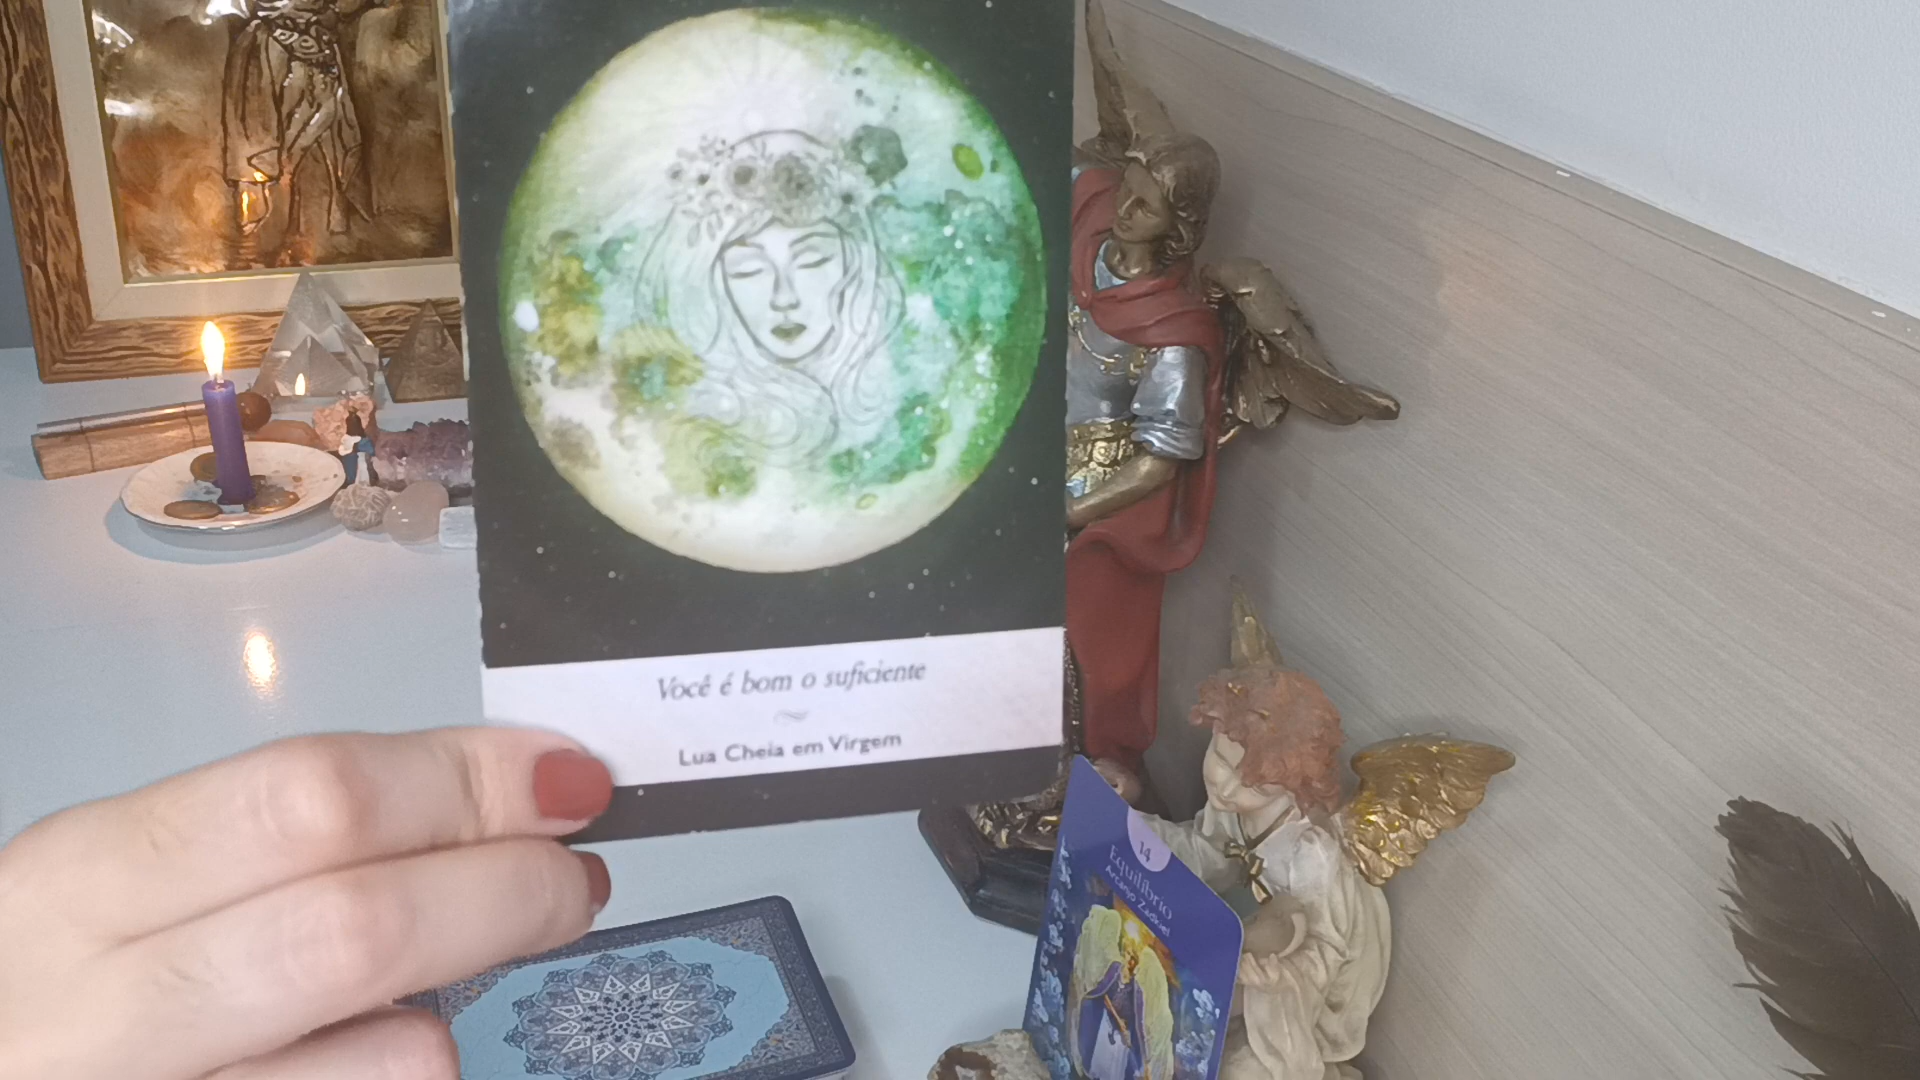 Você é bom o suficiente
Lua Cheia em Virgem
14
Equilíbrio
Arcanjo Zadkiel